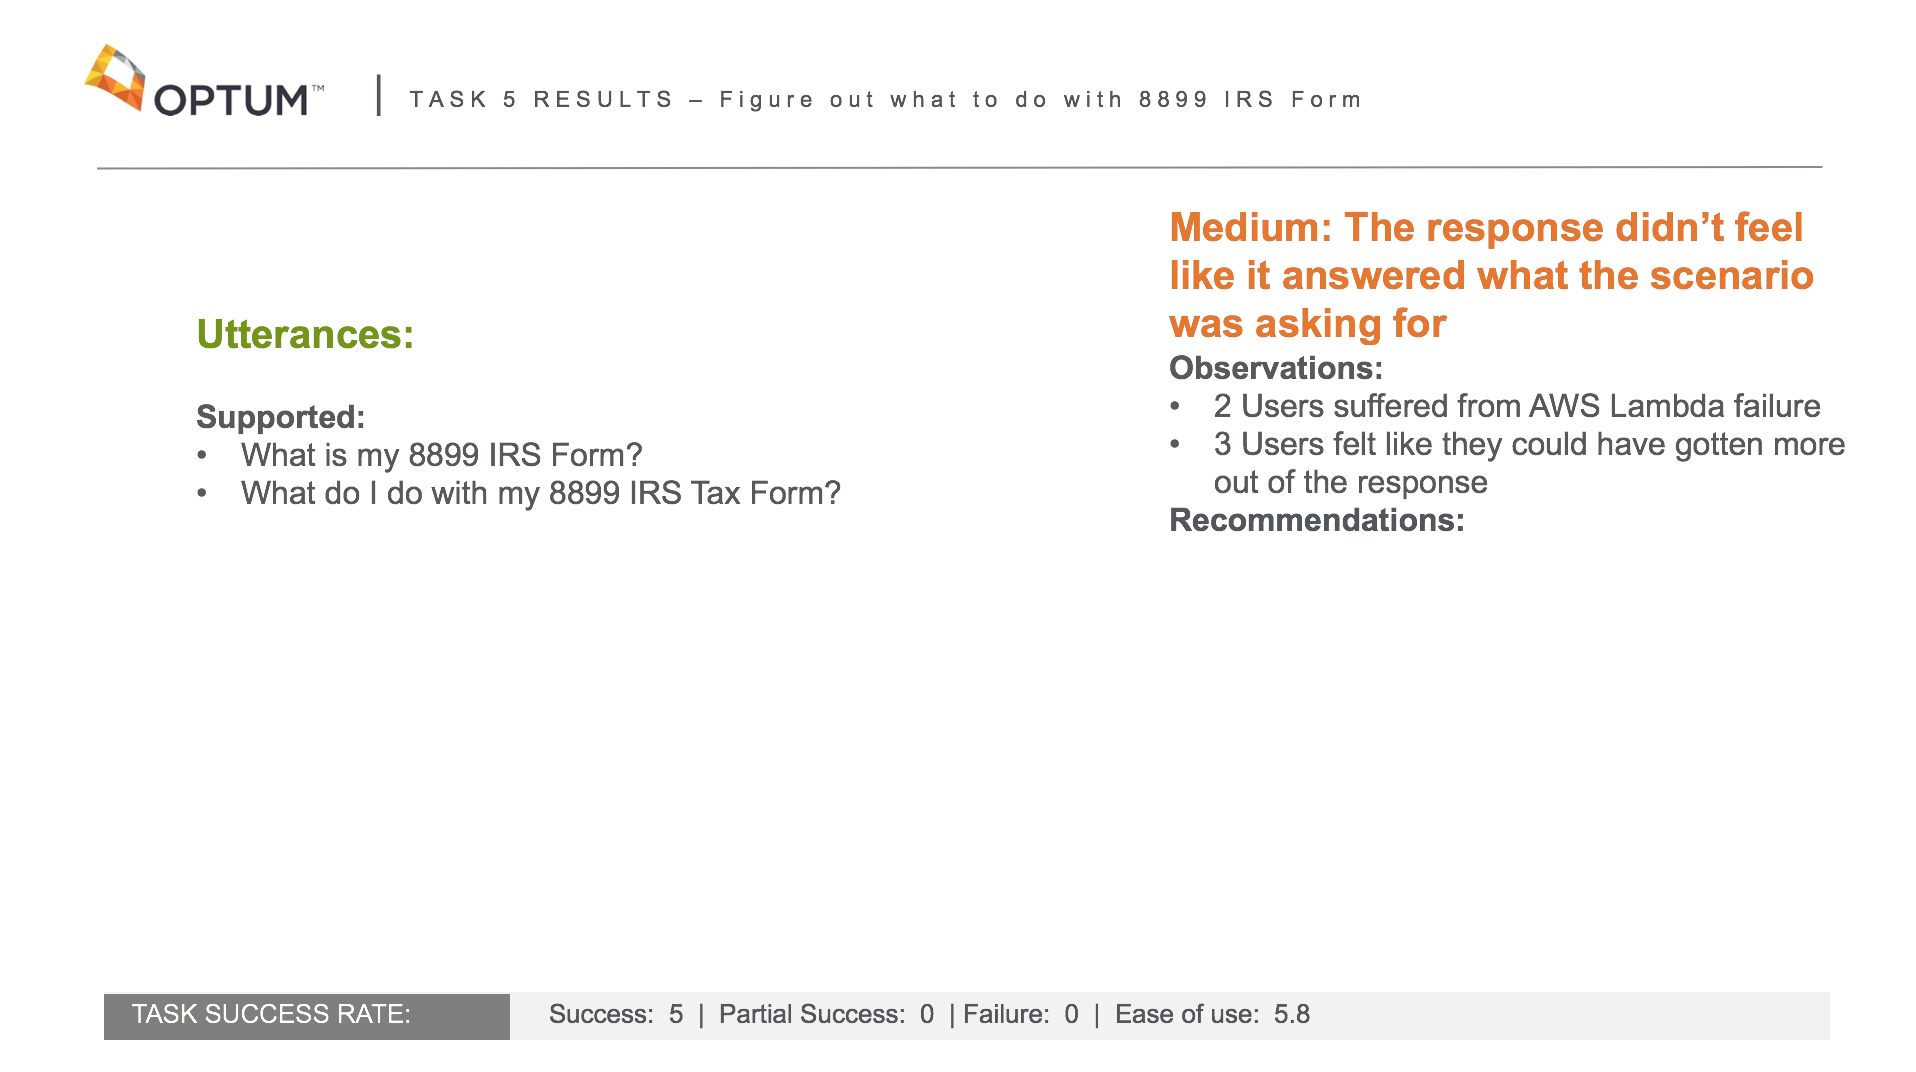 OPTUM™
TASK 5 RESULTS – Figure out what to do with 8899 IRS Form
Utterances:
Supported:
• What is my 8899 IRS Form?
• What do I do with my 8899 IRS Tax Form?
Medium: The response didn’t feel
like it answered what the scenario
was asking for
Observations:
• 2 Users suffered from AWS Lambda failure
• 3 Users felt like they could have gotten more
out of the response
Recommendations:
TASK SUCCESS RATE:
Success: 5 | Partial Success: 0 | Failure: 0 | Ease of use: 5.8